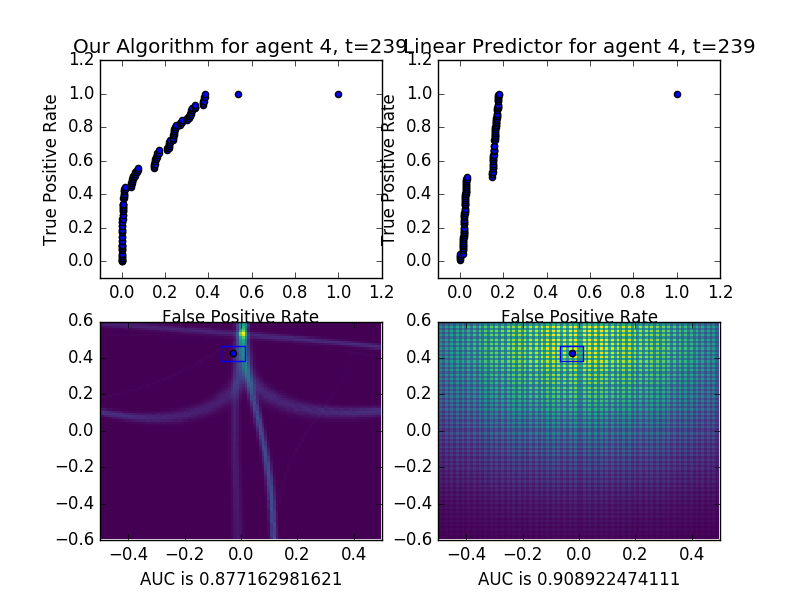 Our Algorithm for agent 4, t=239
Linear Predictor for agent 4, t=239
True Positive Rate
1.2
1.0
0.8
0.6
0.4
0.2
0.0
0.0 0.2 0.4 0.6 0.8 1.0 1.2
False Positive Rate
True Positive Rate
1.2
1.0
0.8
0.6
0.4
0.2
0.0
0.0 0.2 0.4 0.6 0.8 1.0 1.2
False Positive Rate
0.6
0.4
0.2
0.0
−0.2
−0.4
−0.6
−0.4 −0.2 0.0 0.2 0.4
AUC is 0.877162981621
0.6
0.4
0.2
0.0
−0.2
−0.4
−0.6
−0.4 −0.2 0.0 0.2 0.4
AUC is 0.908922474111